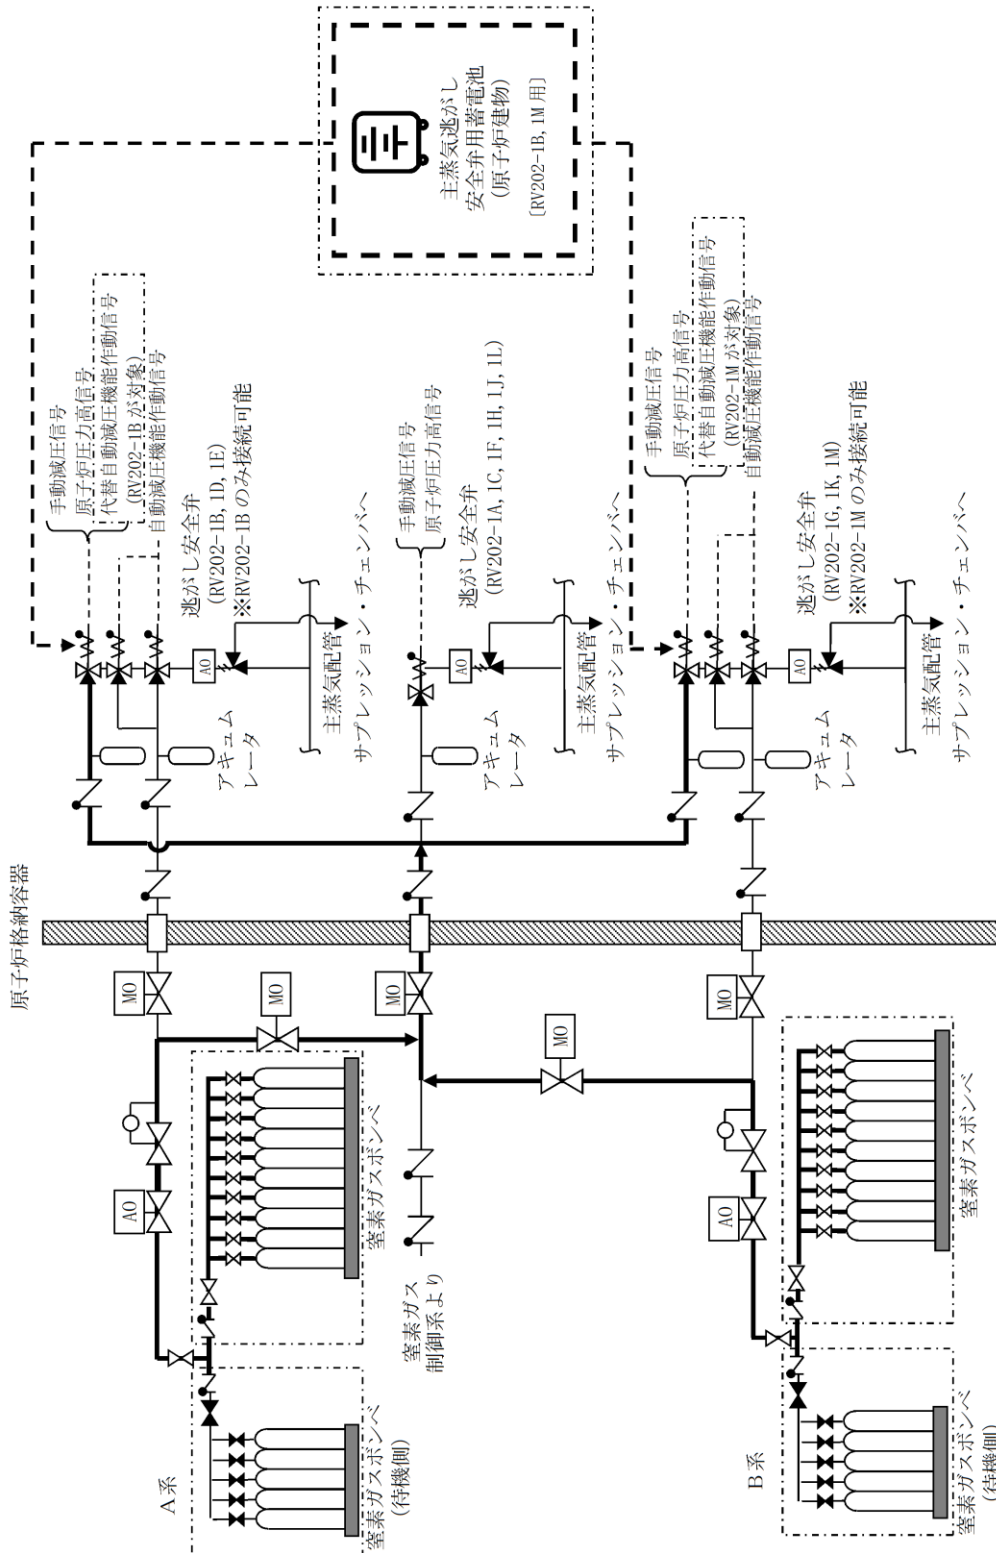 原子炉格納容器
主蒸気逃がし
安全弁用蓄電池
(原子炉建物)
[RV202-1B, 1M 用]
手動減圧信号
原子炉圧力高信号
代替自動減圧機能作動信号
(RV202-1B が対象)
自動減圧機能作動信号
逃がし安全弁
(RV202-1B, 1D, 1E)
※RV202-1B のみ接続可能
AO
主蒸気配管
サプレッション・チェンバへ
アキュム
レータ
手動減圧信号
原子炉圧力高信号
逃がし安全弁
(RV202-1A, 1C, 1F, 1H, 1J, 1L)
AO
主蒸気配管
サプレッション・チェンバへ
アキュム
レータ
手動減圧信号
原子炉圧力高信号
代替自動減圧機能作動信号
(RV202-1M が対象)
自動減圧機能作動信号
逃がし安全弁
(RV202-1G, 1K, 1M)
※RV202-1M のみ接続可能
AO
主蒸気配管
サプレッション・チェンバへ
アキュム
レータ
MO
MO
MO
MO
MO
AO
AO
A系
窒素ガスボンベ
窒素ガスボンベ
(待機側)
窒素ガス
制御系より
B系
窒素ガスボンベ
窒素ガスボンベ
(待機側)